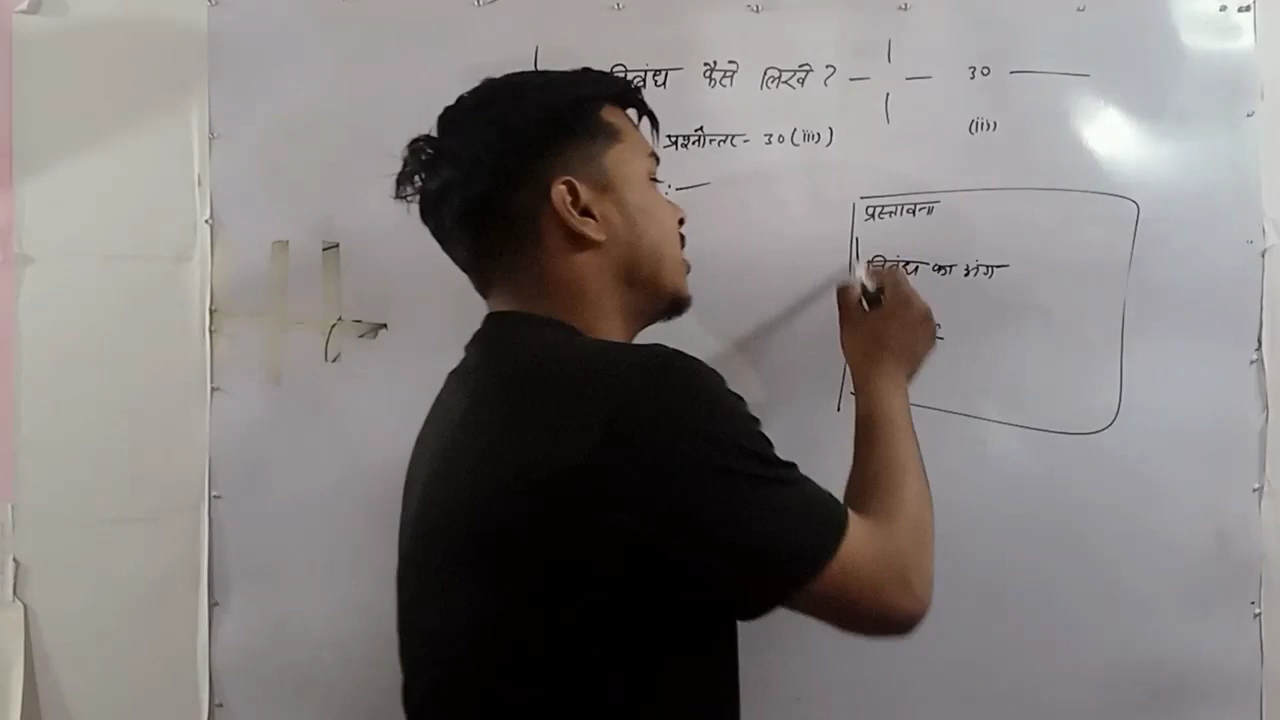 निबंध कैसे लिखे? — — 30 —
प्रश्नोत्तर - 30 (iii)
(ii)
:-
प्रस्तावना
निबंध का अंग